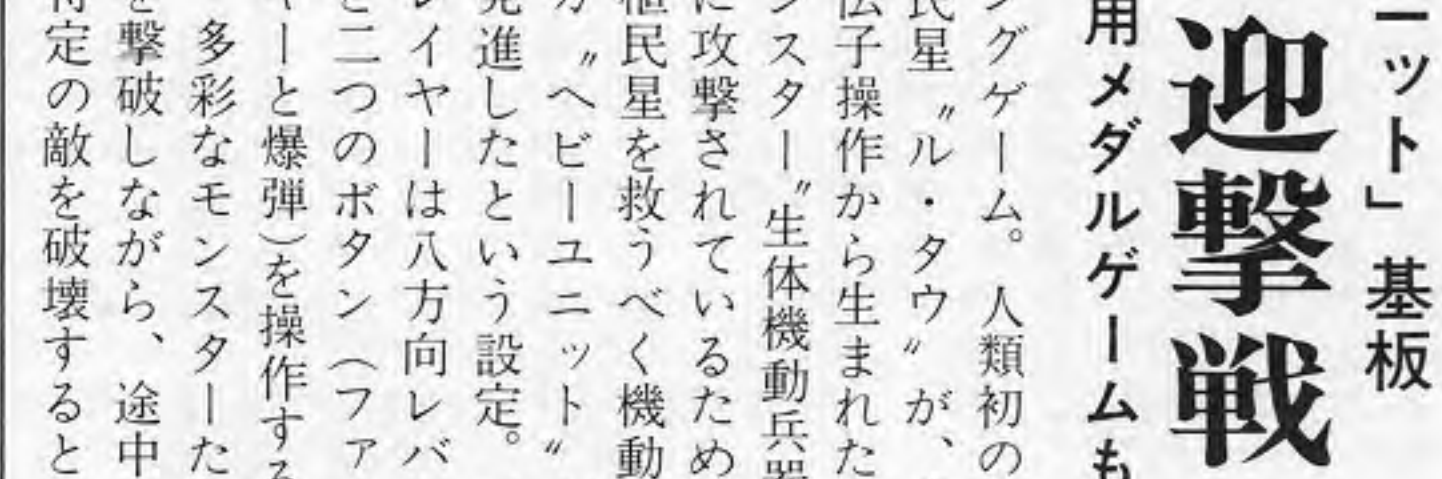 ーット」基板
迎撃戦
用メダルゲームも
ングゲーム。人類初の
民星〝ル・タウ〟が、
伝子操作から生まれた
ンスター〝生体機動兵器
に攻撃されているため
植民星を救うべく機動
が〝ヘビーユニット〟
発進したという設定。
レイヤーは八方向レバ
と二つのボタン（ファ
ーと爆弾）を操作する
多彩なモンスターた
を撃破しながら、途中
特定の敵を破壊すると